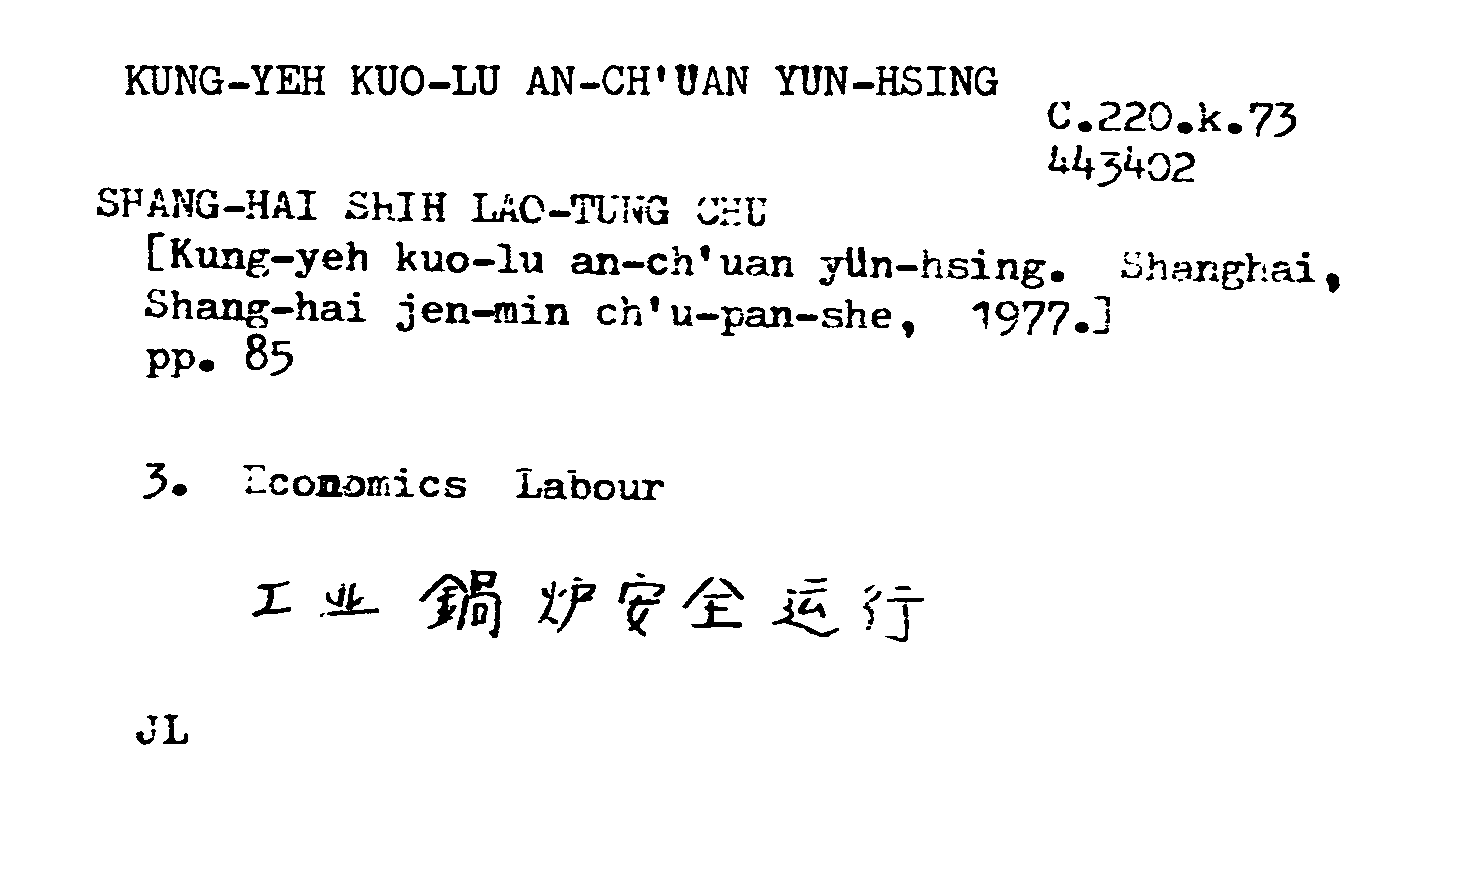 KUNG-YEH KUO-LU AN-CH'ÜAN YUN-HSING
C.220.k.73
443402
SHANG-HAI SHIH LAO-TUNG CHU
[Kung-yeh kuo-lu an-ch'uan yün-hsing. Shanghai,
Shang-hai jen-min ch'u-pan-she, 1977.]
pp. 85
3. Economics Labour
工业鍋炉安全运行
JL